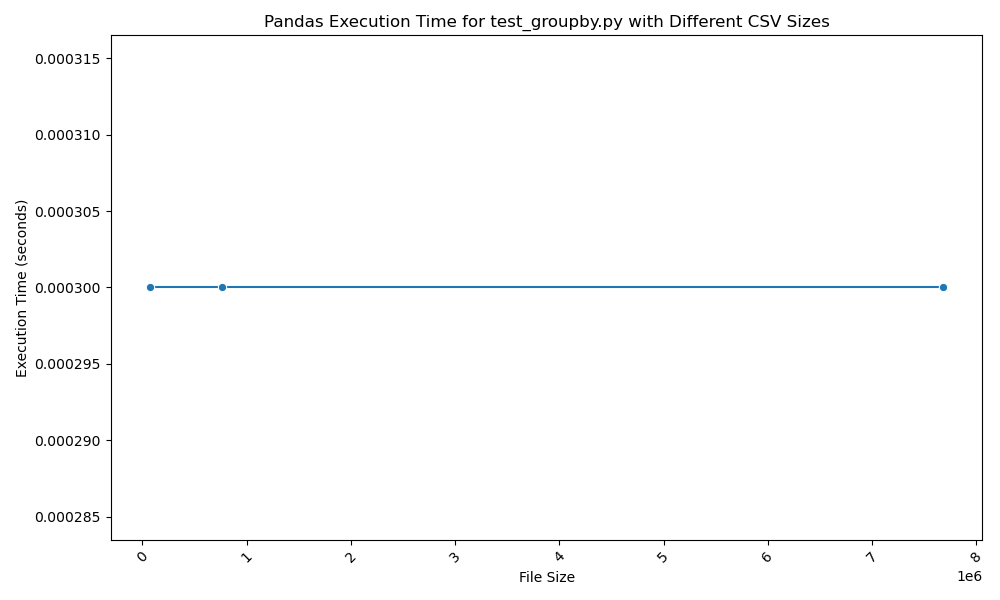 Pandas Execution Time for test_groupby.py with Different CSV Sizes
0.000315
0.000310
0.000305
0.000300
0.000295
0.000290
0.000285
Execution Time (seconds)
0 1 2 3 4 5 6 7 8
File Size
1e6